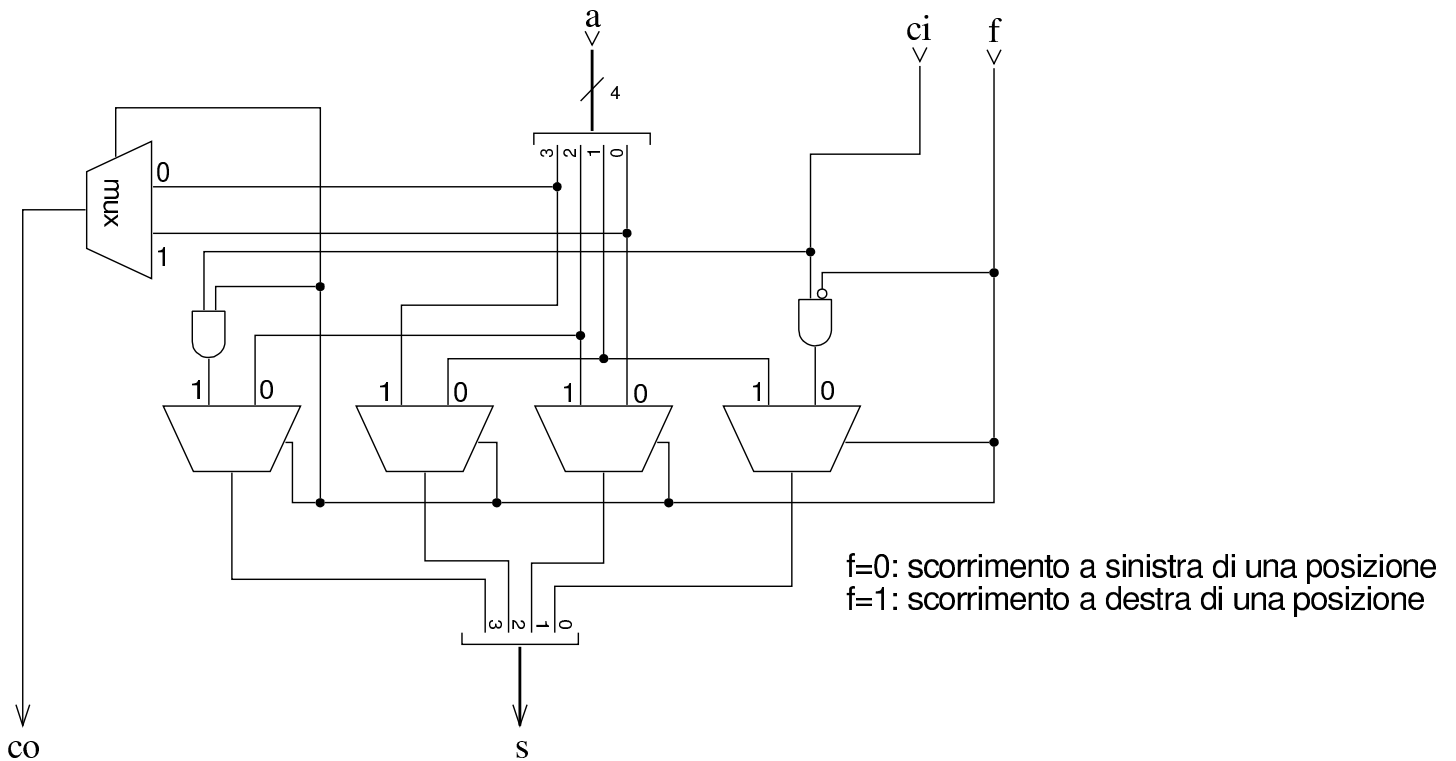 a
ci f
4
3 2 1 0
0
mux
1
1 0 1 0 1 0 1 0
f=0: scorrimento a sinistra di una posizione
f=1: scorrimento a destra di una posizione
3 2 1 0
co s